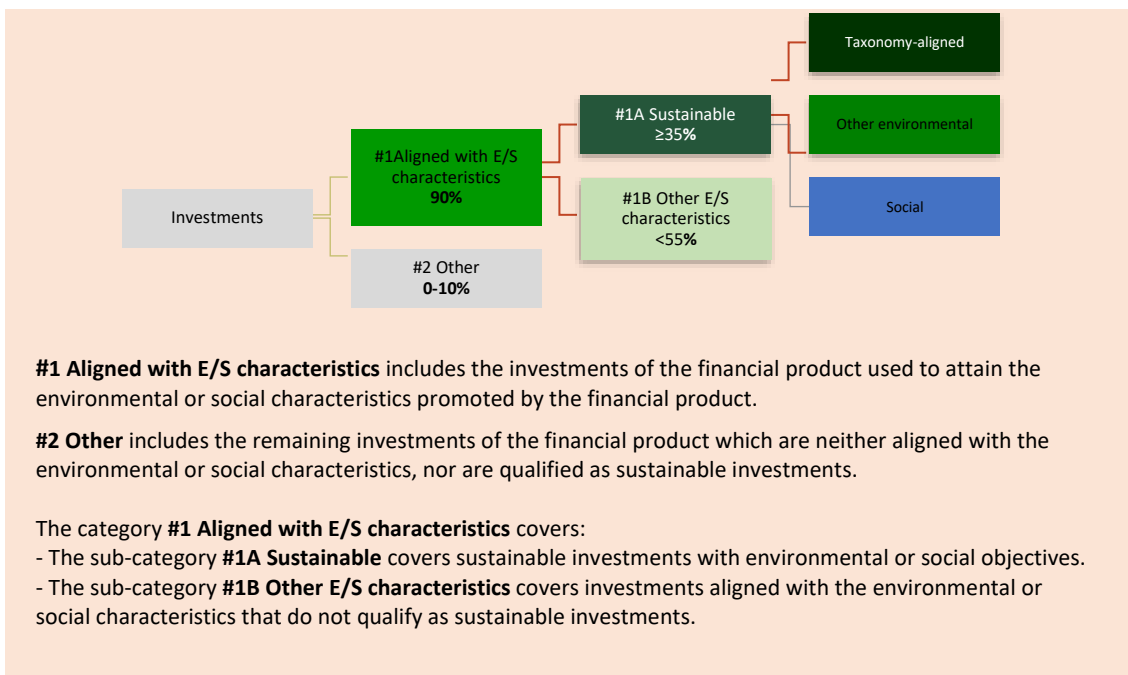 Taxonomy-aligned
#1A Sustainable
≥35%
Other environmental
#1Aligned with E/S
characteristics
90%
#1B Other E/S
characteristics
<55%
Investments
Social
#2 Other
0-10%
#1 Aligned with E/S characteristics includes the investments of the financial product used to attain the
environmental or social characteristics promoted by the financial product.
#2 Other includes the remaining investments of the financial product which are neither aligned with the
environmental or social characteristics, nor are qualified as sustainable investments.
The category #1 Aligned with E/S characteristics covers:
- The sub-category #1A Sustainable covers sustainable investments with environmental or social objectives.
- The sub-category #1B Other E/S characteristics covers investments aligned with the environmental or
social characteristics that do not qualify as sustainable investments.